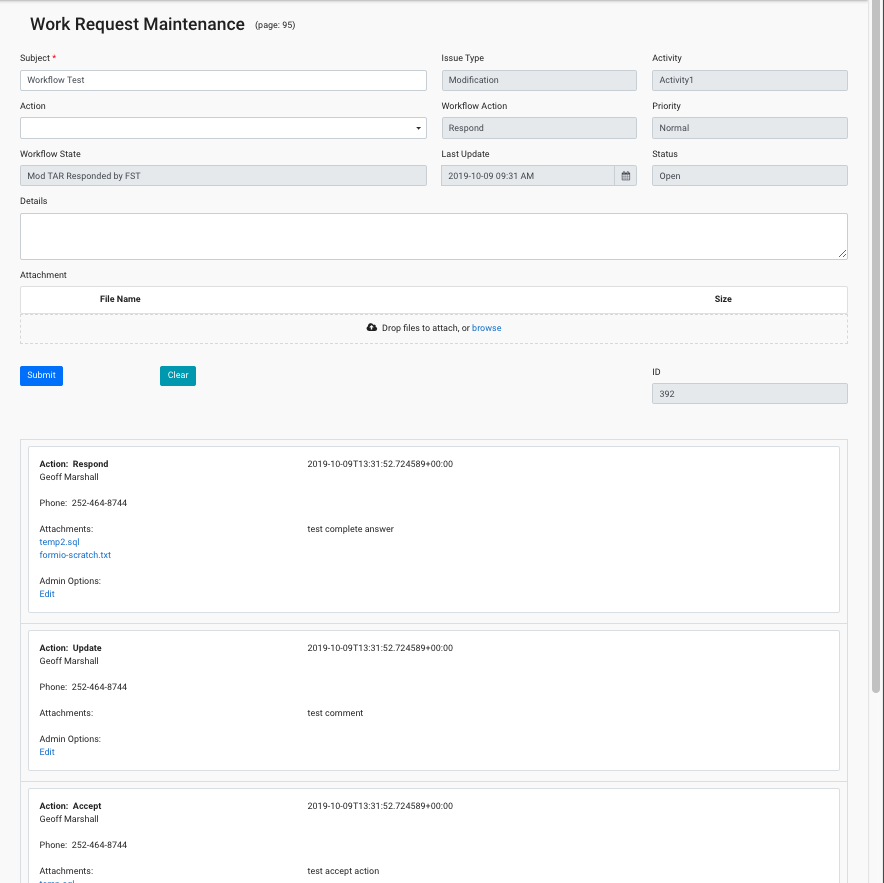 Work Request Maintenance (page: 95)
Subject * Issue Type Activity
Workflow Test Modification Activity1
Action Workflow Action Priority
Respond Normal
Workflow State Last Update Status
Mod TAR Responded by FST 2019-10-09 09:31 AM Open
Details
Attachment
File Name Size
Drop files to attach, or browse
Submit Clear ID
392
Action: Respond 2019-10-09T13:31:52.724589+00:00
Geoff Marshall
Phone: 252-464-8744
Attachments: test complete answer
temp2.sql
formio-scratch.txt
Admin Options:
Edit
Action: Update 2019-10-09T13:31:52.724589+00:00
Geoff Marshall
Phone: 252-464-8744
Attachments: test comment
Admin Options:
Edit
Action: Accept 2019-10-09T13:31:52.724589+00:00
Geoff Marshall
Phone: 252-464-8744
Attachments: test accept action